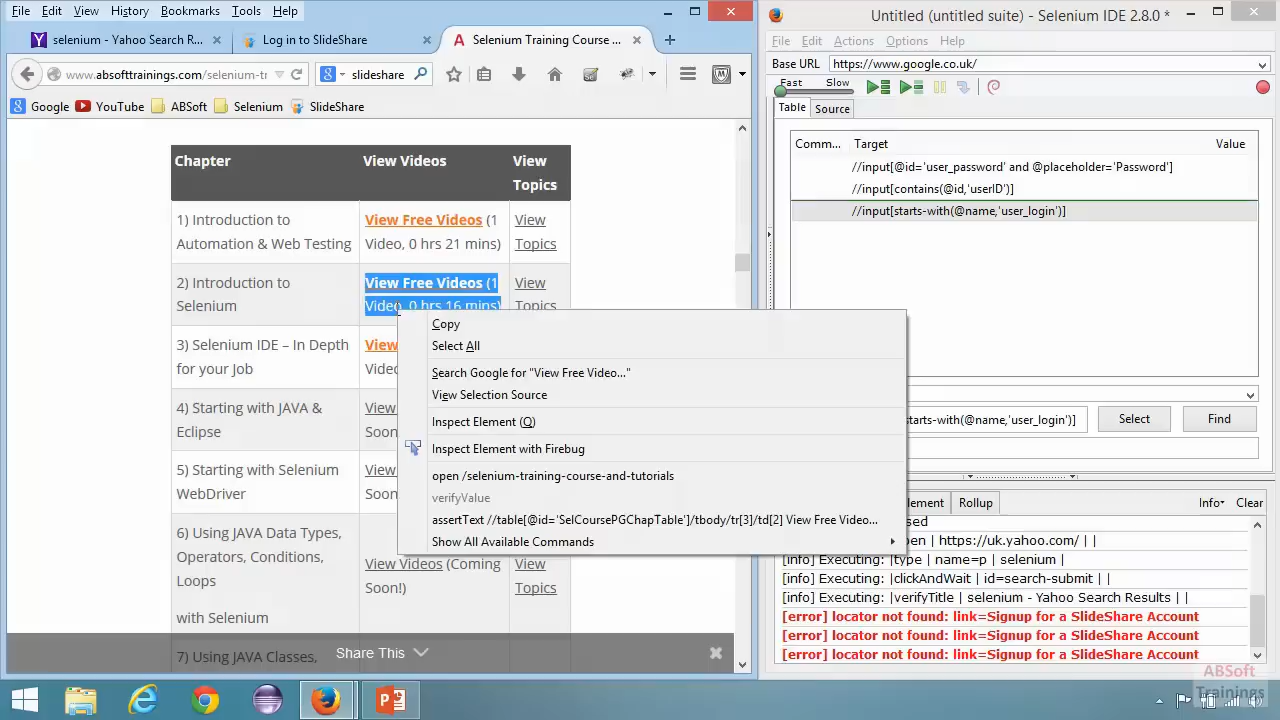 File Edit View History Bookmarks Tools Help
selenium - Yahoo Search R...
Log in to SlideShare
Selenium Training Course ...
www.absofttrainings.com/selenium-tr
slideshare
Google YouTube ABSoft Selenium SlideShare
Chapter
View Videos
View
Topics
1) Introduction to
Automation & Web Testing
View Free Videos (1
Video, 0 hrs 21 mins)
View
Topics
2) Introduction to
Selenium
View Free Videos (1
Video, 0 hrs 16 mins)
View
Topics
3) Selenium IDE – In Depth
for your Job
View
Video
4) Starting with JAVA &
Eclipse
View
Soon
5) Starting with Selenium
WebDriver
View
Soon
6) Using JAVA Data Types,
Operators, Conditions,
Loops
with Selenium
View Videos (Coming
Soon!)
View
Topics
7) Using JAVA Classes,
Share This
Copy
Select All
Search Google for "View Free Video..."
View Selection Source
Inspect Element (Q)
Inspect Element with Firebug
open /selenium-training-course-and-tutorials
verifyValue
assertText //table[@id='SelCoursePGChapTable']/tbody/tr[3]/td[2] View Free Video...
Show All Available Commands
Untitled (untitled suite) - Selenium IDE 2.8.0 *
File Edit Actions Options Help
Base URL https://www.google.co.uk/
Fast Slow
Table Source
Comm... Target Value
//input[@id='user_password' and @placeholder='Password']
//input[contains(@id,'userID')]
//input[starts-with(@name,'user_login')]
starts-with(@name,'user_login')] Select Find
lement Rollup Info Clear
sed
pen | https://uk.yahoo.com/ | |
[info] Executing: |type | name=p | selenium |
[info] Executing: |clickAndWait | id=search-submit | |
[info] Executing: |verifyTitle | selenium - Yahoo Search Results | |
[error] locator not found: link=Signup for a SlideShare Account
[error] locator not found: link=Signup for a SlideShare Account
[error] locator not found: link=Signup for a SlideShare Account
ABSoft
Trainings